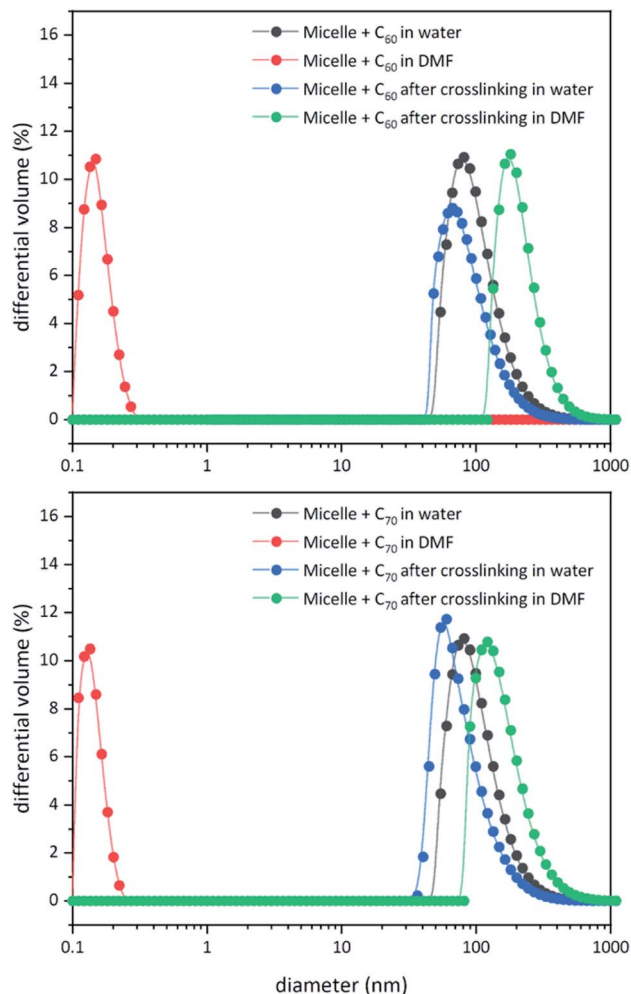 16
14
12
10
8
6
4
2
0
differential volume (%)
Micelle + C₆₀ in water
Micelle + C₆₀ in DMF
Micelle + C₆₀ after crosslinking in water
Micelle + C₆₀ after crosslinking in DMF
0.1 1 10 100 1000
16
14
12
10
8
6
4
2
0
differential volume (%)
Micelle + C₇₀ in water
Micelle + C₇₀ in DMF
Micelle + C₇₀ after crosslinking in water
Micelle + C₇₀ after crosslinking in DMF
0.1 1 10 100 1000
diameter (nm)